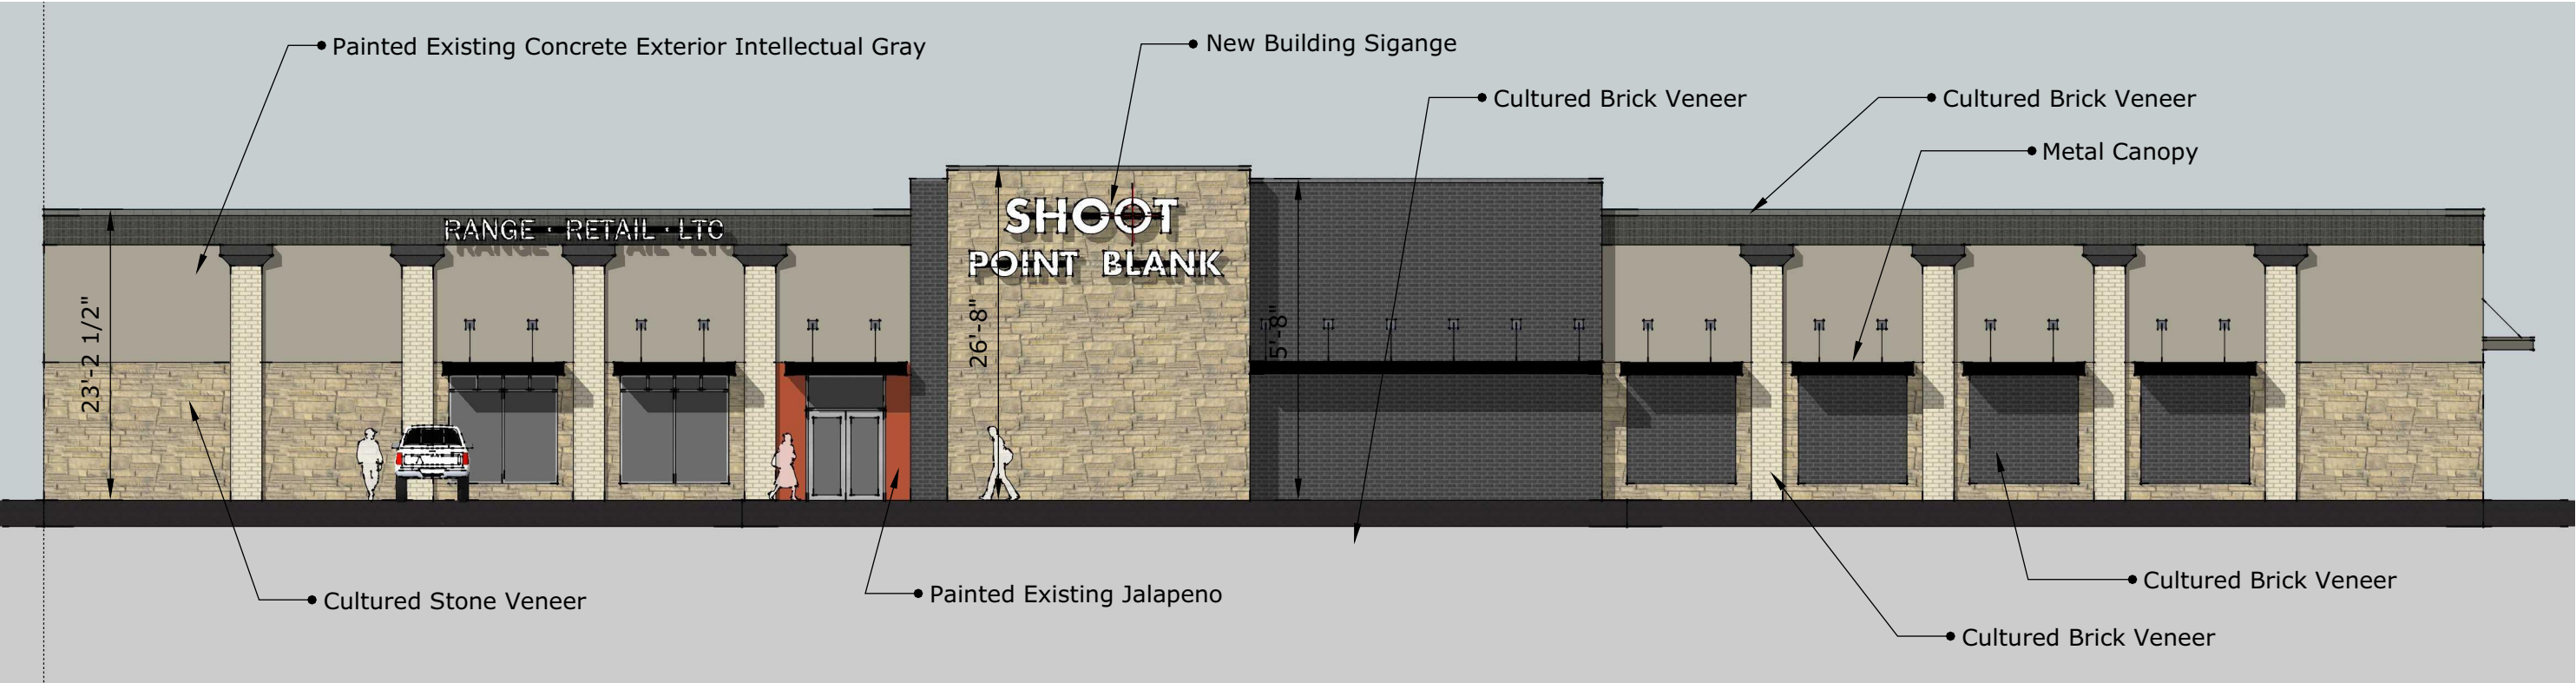 Painted Existing Concrete Exterior Intellectual Gray
New Building Sigange
Cultured Brick Veneer
Cultured Brick Veneer
Metal Canopy
RANGE · RETAIL · LTC
SHOOT
POINT BLANK
23'-2 1/2"
26'-8"
5'-8"
Cultured Stone Veneer
Painted Existing Jalapeno
Cultured Brick Veneer
Cultured Brick Veneer